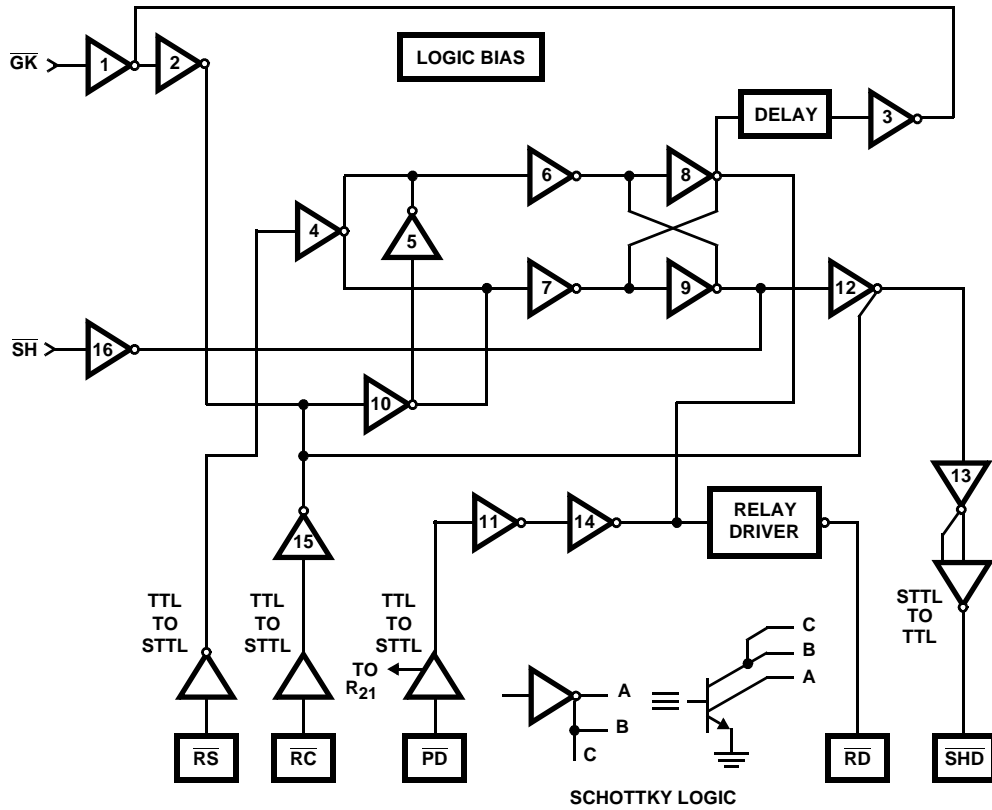 GK
1
2
LOGIC BIAS
DELAY
3
4
5
6
8
7
9
12
SH
16
10
13
11
14
RELAY
DRIVER
15
TTL
TO
STTL
TTL
TO
STTL
TTL
TO
STTL
TO
R21
STTL
TO
TTL
A
B
C
C
B
A
RS
RC
PD
RD
SHD
SCHOTTKY LOGIC